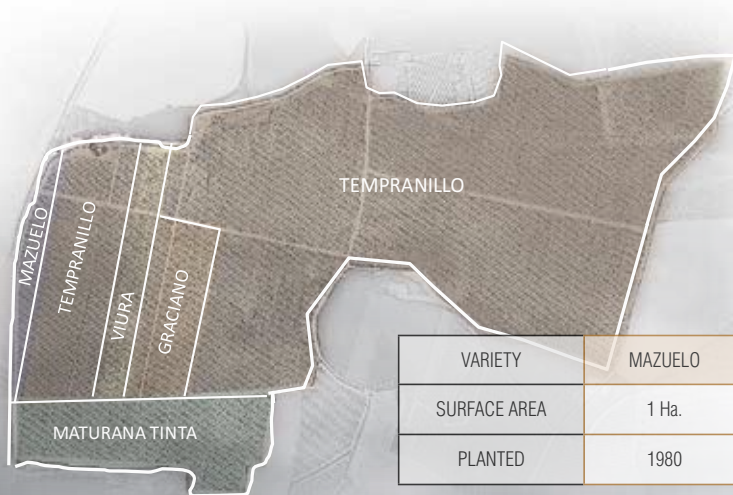 TEMPRANILLO
MAZUELO
TEMPRANILLO
VIURA
GRACIANO
MATURANA TINTA
VARIETY MAZUELO
SURFACE AREA 1 Ha.
PLANTED 1980